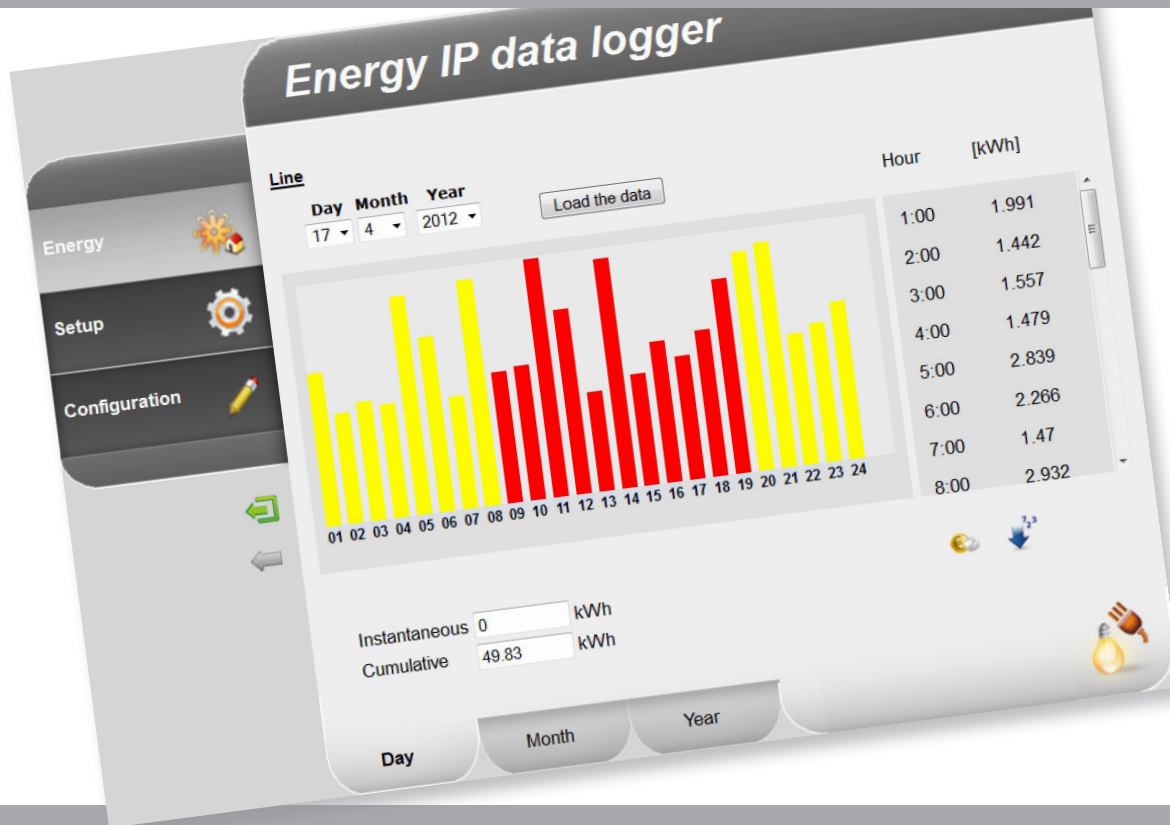 Energy IP data logger
Energy
Setup
Configuration
Line
Day Month Year
17 4 2012
Load the data
Hour [kWh]
1:00 1.991
2:00 1.442
3:00 1.557
4:00 1.479
5:00 2.839
6:00 2.266
7:00 1.47
8:00 2.932
01 02 03 04 05 06 07 08 09 10 11 12 13 14 15 16 17 18 19 20 21 22 23 24
Instantaneous 0 kWh
Cumulative 49.83 kWh
Day Month Year